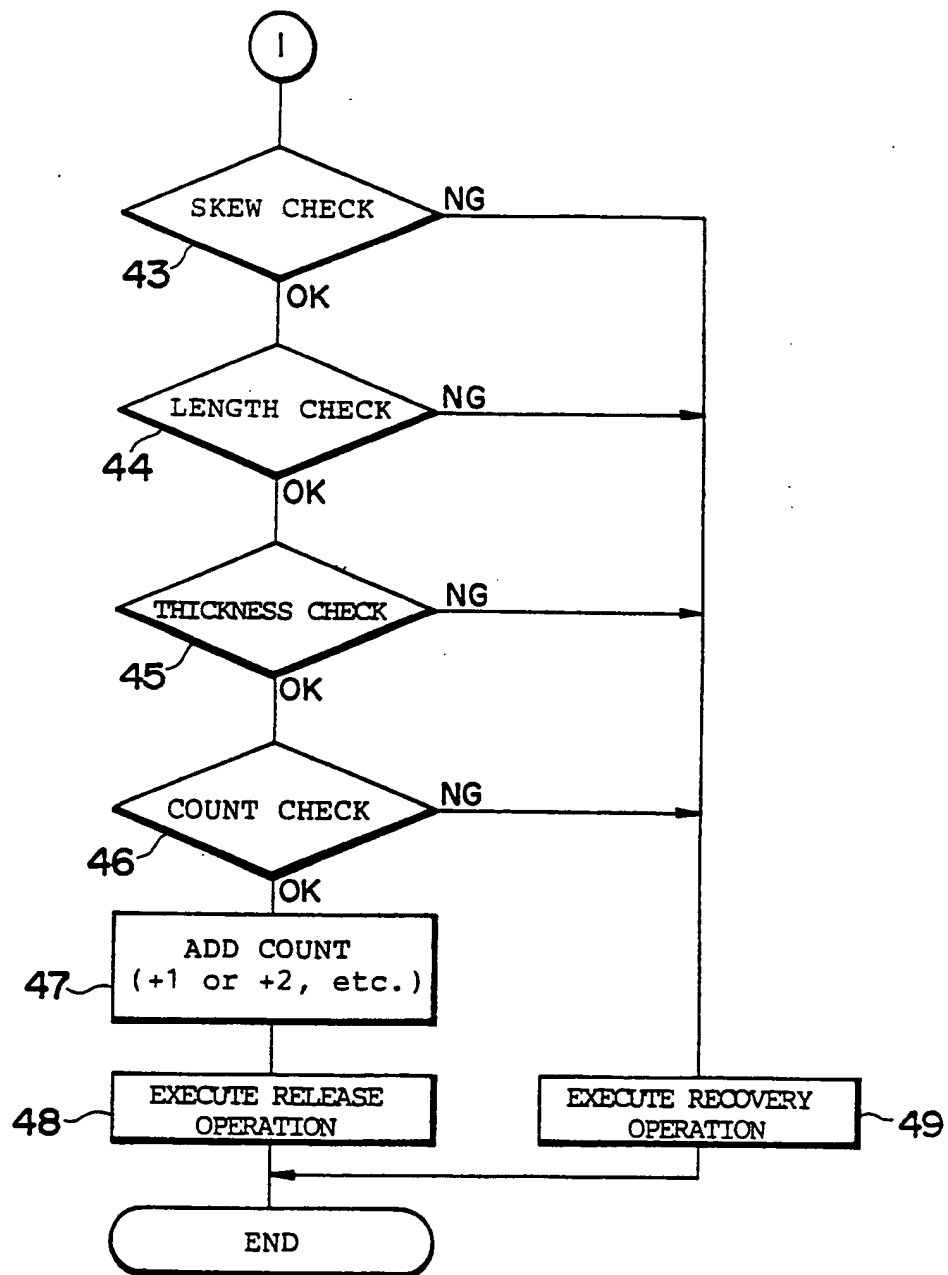 1
SKEW CHECK
NG
43
OK
LENGTH CHECK
NG
44
OK
THICKNESS CHECK
NG
45
OK
COUNT CHECK
NG
46
OK
ADD COUNT
(+1 or +2, etc.)
47
EXECUTE RELEASE
OPERATION
48
EXECUTE RECOVERY
OPERATION
49
END